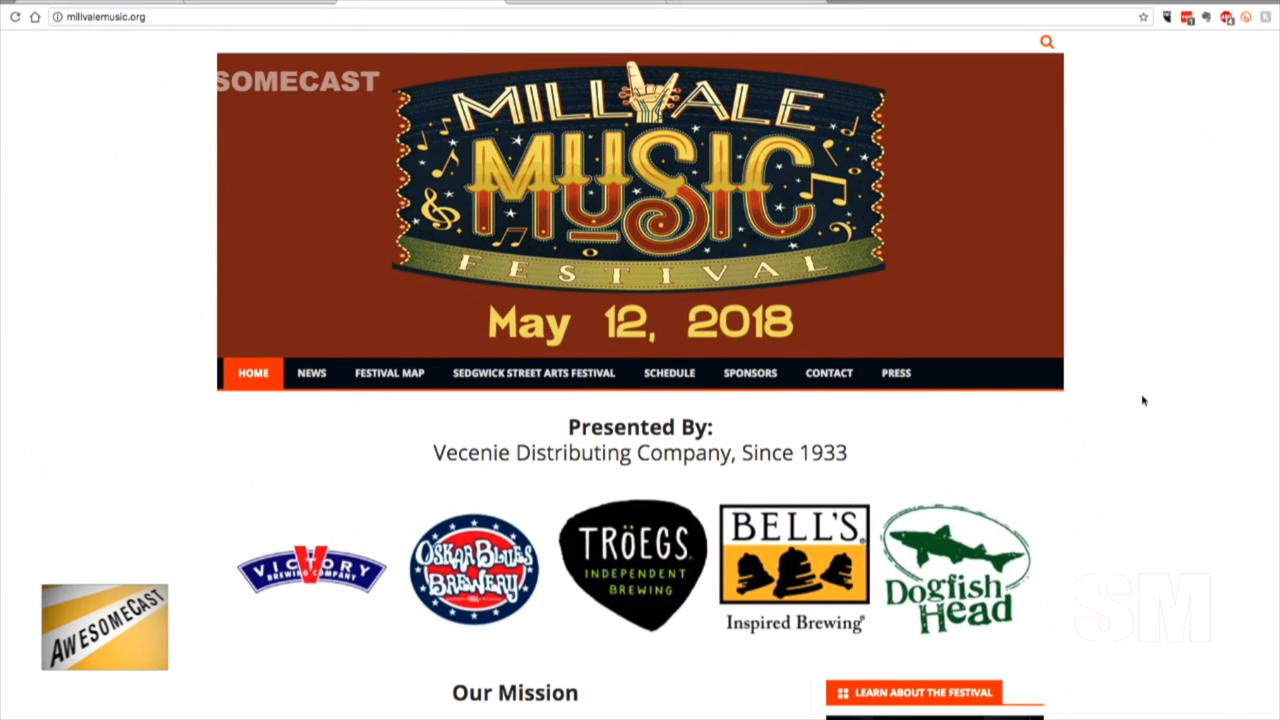 millvalemusic.org
SOMECAST
MILLVALE
MUSIC
FESTIVAL
May 12, 2018
HOME NEWS FESTIVAL MAP SEDGWICK STREET ARTS FESTIVAL SCHEDULE SPONSORS CONTACT PRESS
Presented By:
Vecenie Distributing Company, Since 1933
VICTORY
BREWING COMPANY
OSKAR BLUES
BREWERY
TRÖEGS
INDEPENDENT
BREWING
BELL'S
Inspired Brewing®
Dogfish
Head
AWESOMECAST
SM
Our Mission
LEARN ABOUT THE FESTIVAL